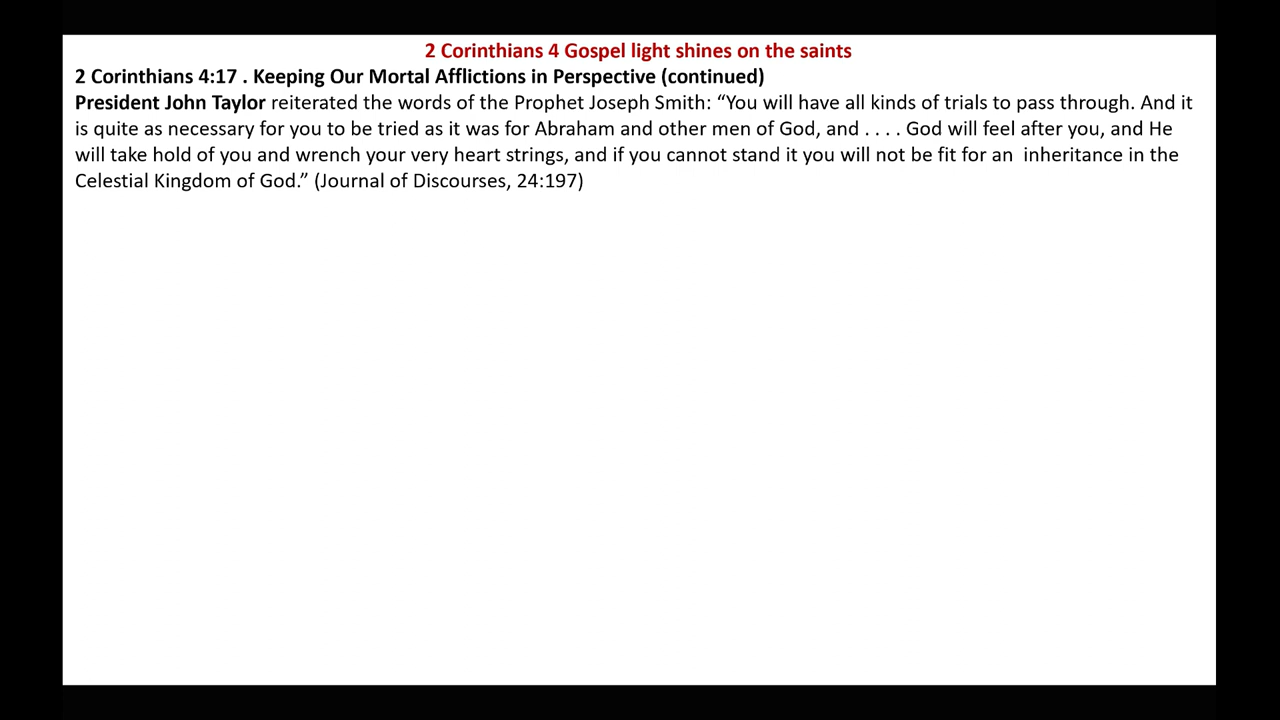 2 Corinthians 4 Gospel light shines on the saints
2 Corinthians 4:17 . Keeping Our Mortal Afflictions in Perspective (continued)
President John Taylor reiterated the words of the Prophet Joseph Smith: “You will have all kinds of trials to pass through. And it
is quite as necessary for you to be tried as it was for Abraham and other men of God, and . . . . God will feel after you, and He
will take hold of you and wrench your very heart strings, and if you cannot stand it you will not be fit for an  inheritance in the
Celestial Kingdom of God.” (Journal of Discourses, 24:197)